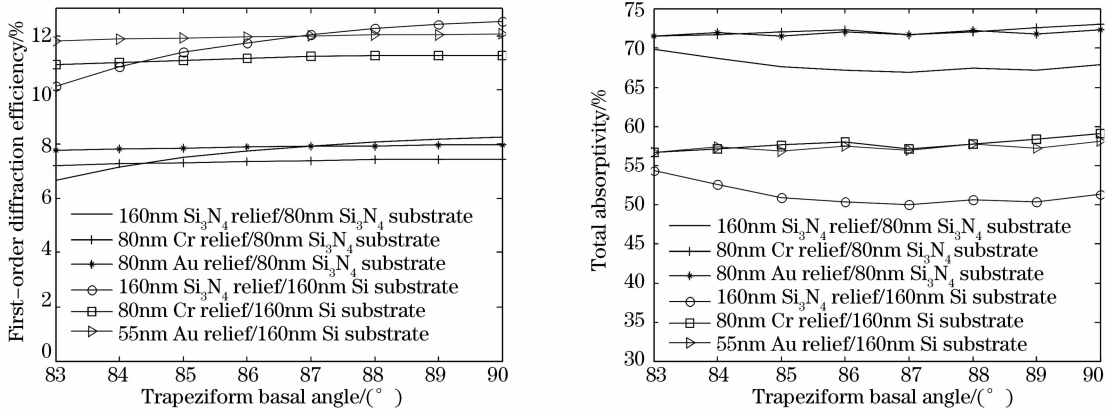 First-order diffraction efficiency/%
12
10
8
6
4
2
0
160nm Si₃N₄ relief/80nm Si₃N₄ substrate
80nm Cr relief/80nm Si₃N₄ substrate
80nm Au relief/80nm Si₃N₄ substrate
160nm Si₃N₄ relief/160nm Si substrate
80nm Cr relief/160nm Si substrate
55nm Au relief/160nm Si substrate
83 84 85 86 87 88 89 90
Trapeziform basal angle/(°)
Total absorptivity/%
75
70
65
60
55
50
45
40
35
30
160nm Si₃N₄ relief/80nm Si₃N₄ substrate
80nm Cr relief/80nm Si₃N₄ substrate
80nm Au relief/80nm Si₃N₄ substrate
160nm Si₃N₄ relief/160nm Si substrate
80nm Cr relief/160nm Si substrate
55nm Au relief/160nm Si substrate
83 84 85 86 87 88 89 90
Trapeziform basal angle/(°)